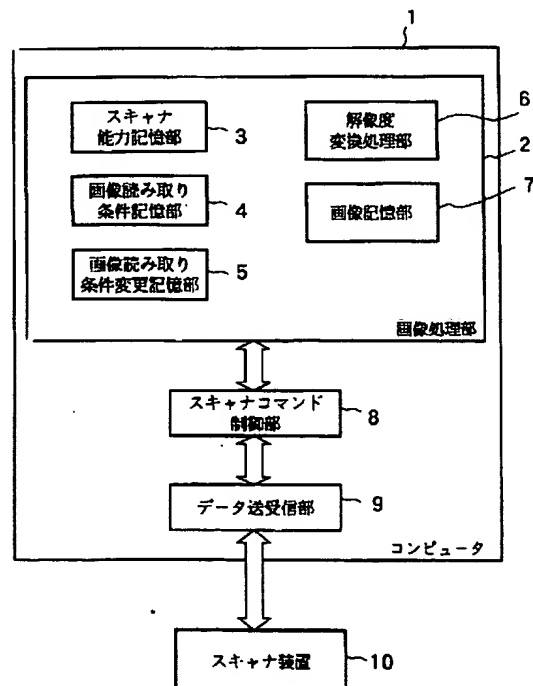 1
スキャナ
能力記憶部
3
解像度
変換処理部
6
2
画像読み取り
条件記憶部
4
画像記憶部
7
画像読み取り
条件変更記憶部
5
画像処理部
スキャナコマンド
制御部
8
データ送受信部
9
コンピュータ
スキャナ装置
10